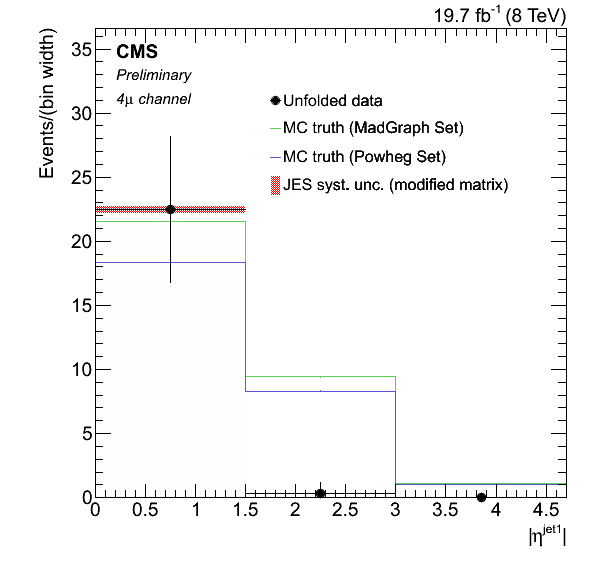 19.7 fb⁻¹ (8 TeV)
Events/(bin width)
CMS
Preliminary
4μ channel
Unfolded data
MC truth (MadGraph Set)
MC truth (Powheg Set)
JES syst. unc. (modified matrix)
35
30
25
20
15
10
5
0
0 0.5 1 1.5 2 2.5 3 3.5 4 4.5
|η^jet1|